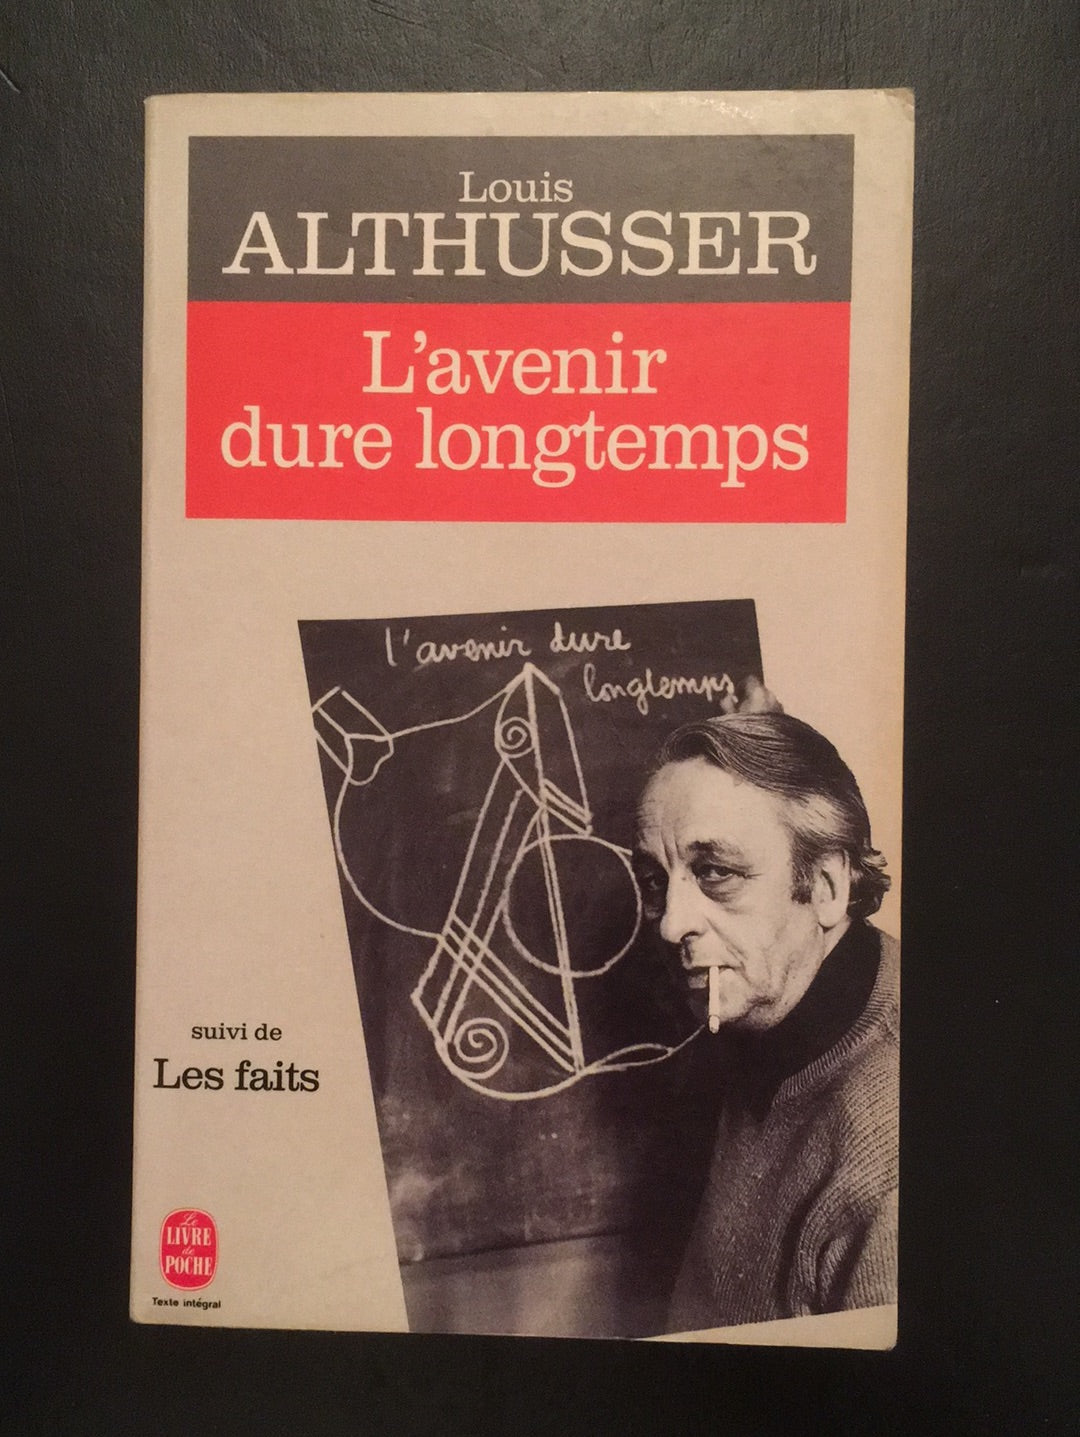 Louis
ALTHUSSER
L'avenir
dure longtemps
l'avenir dure
longtemps
suivi de
Les faits
Le
LIVRE
de
POCHE
Texte intégral